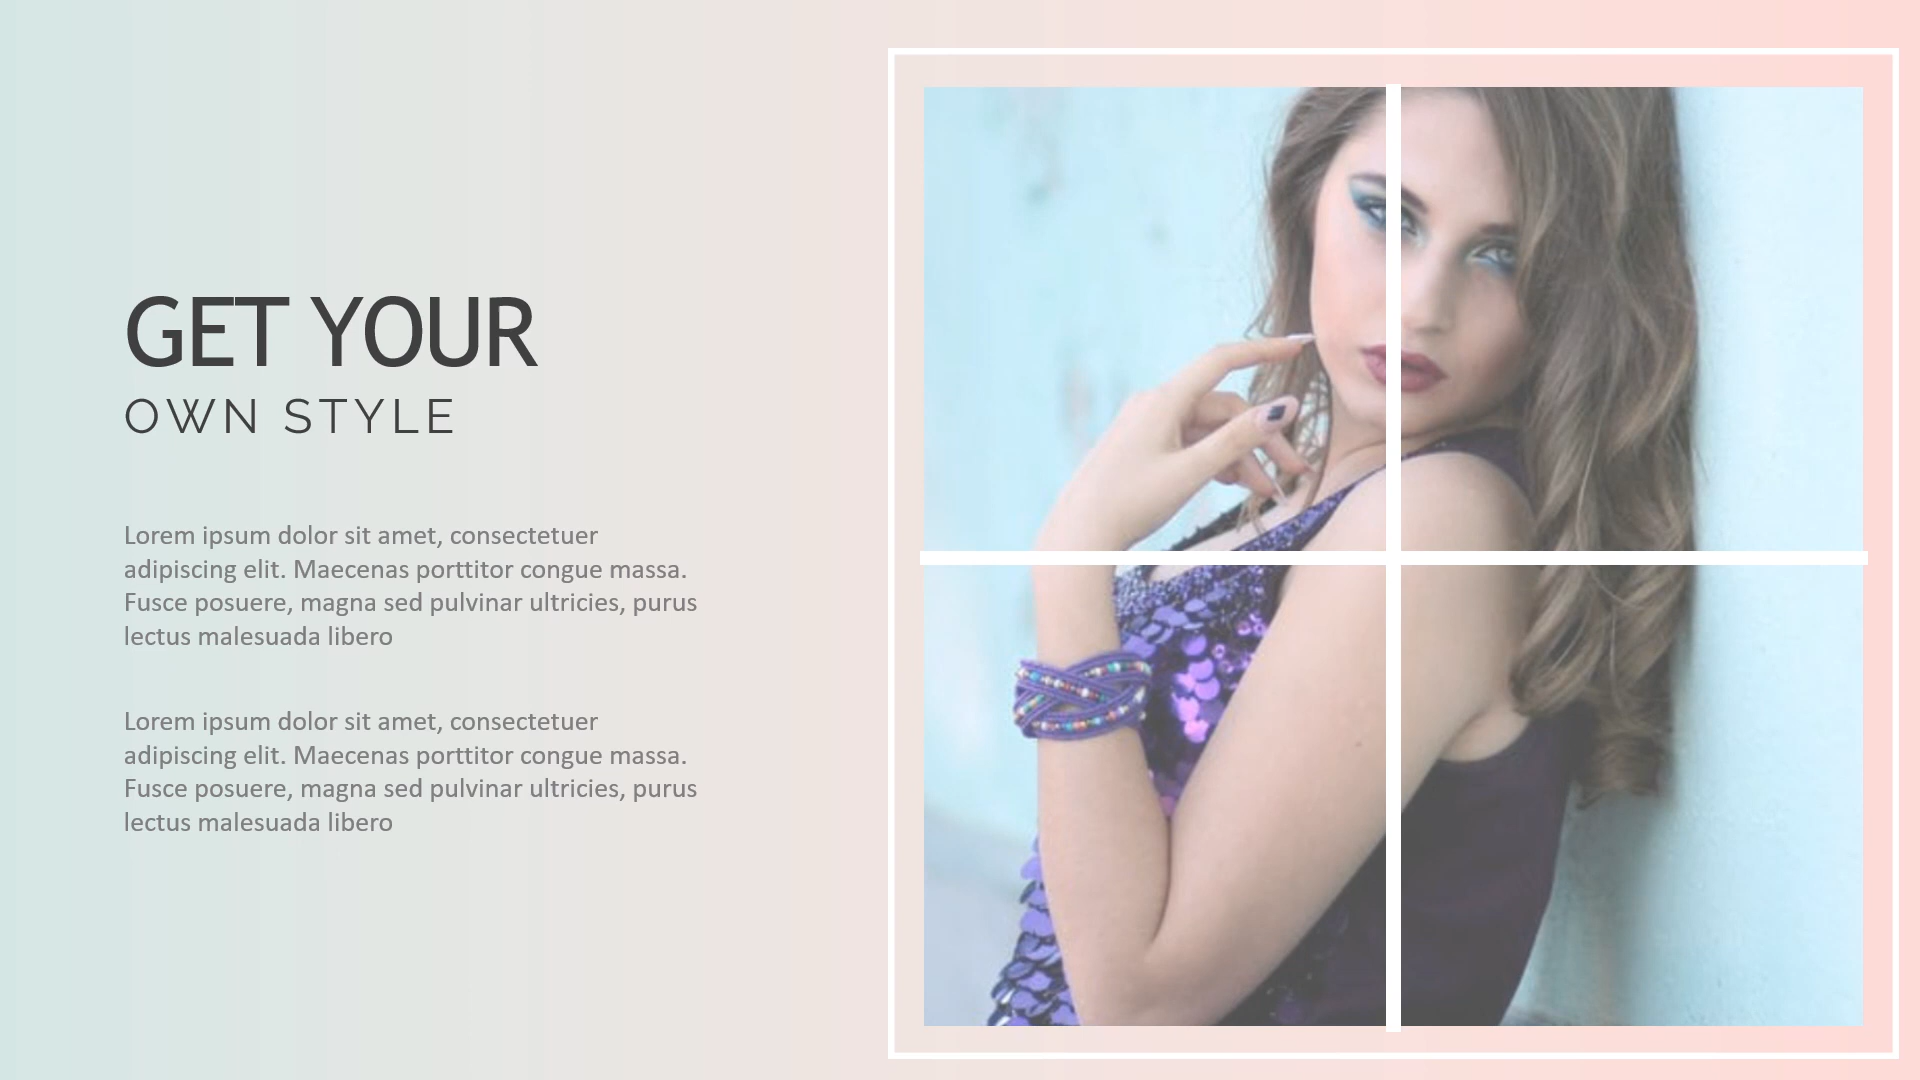 GET YOUR
OWN STYLE
Lorem ipsum dolor sit amet, consectetuer
adipiscing elit. Maecenas porttitor congue massa.
Fusce posuere, magna sed pulvinar ultricies, purus
lectus malesuada libero
Lorem ipsum dolor sit amet, consectetuer
adipiscing elit. Maecenas porttitor congue massa.
Fusce posuere, magna sed pulvinar ultricies, purus
lectus malesuada libero